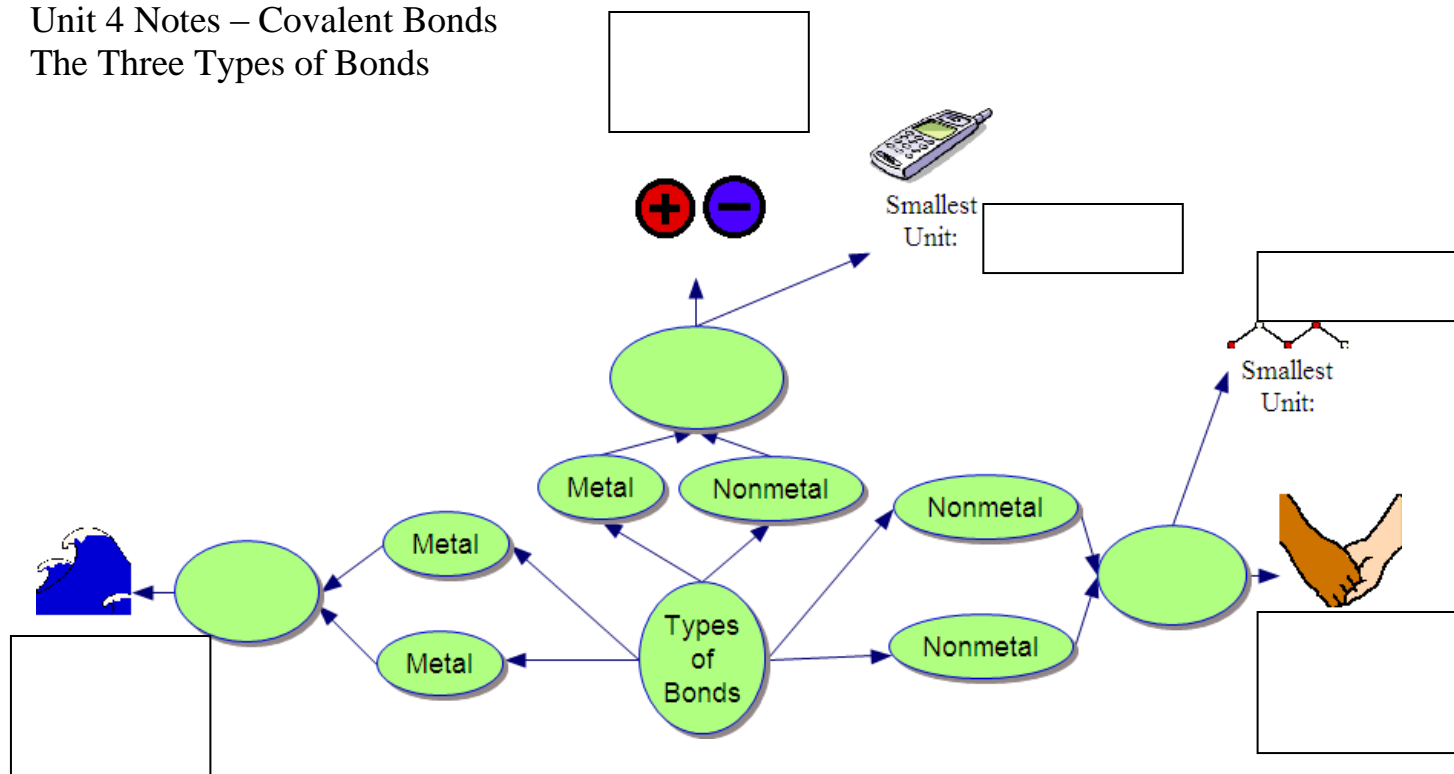 Unit 4 Notes – Covalent Bonds
The Three Types of Bonds
Smallest
Unit:
Smallest
Unit:
Metal
Nonmetal
Nonmetal
Metal
Types
of
Bonds
Nonmetal
Metal